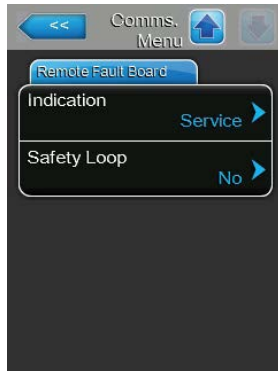 <<
Comms.
Menu
Remote Fault Board
Indication
Service
Safety Loop
No